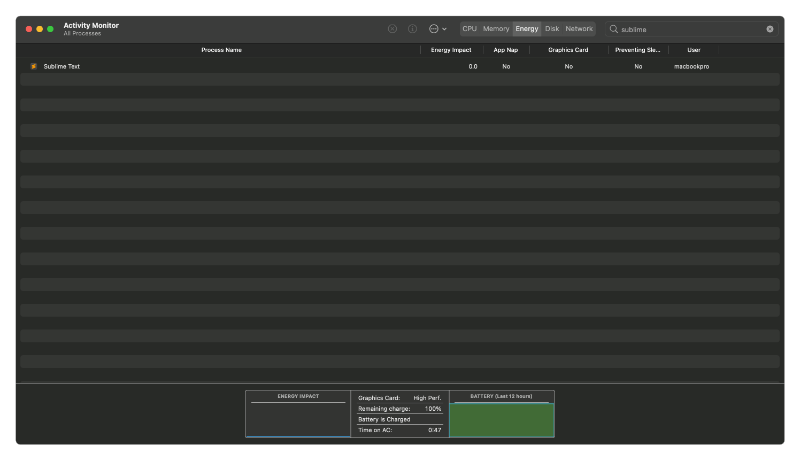 Activity Monitor
All Processes
CPU Memory Energy Disk Network
sublime
Process Name Energy Impact App Nap Graphics Card Preventing Sle... User
Sublime Text 0.0 No No No macbookpro
ENERGY IMPACT
Graphics Card: High Perf.
Remaining charge: 100%
Battery is Charged
Time on AC: 0:47
BATTERY (Last 12 hours)